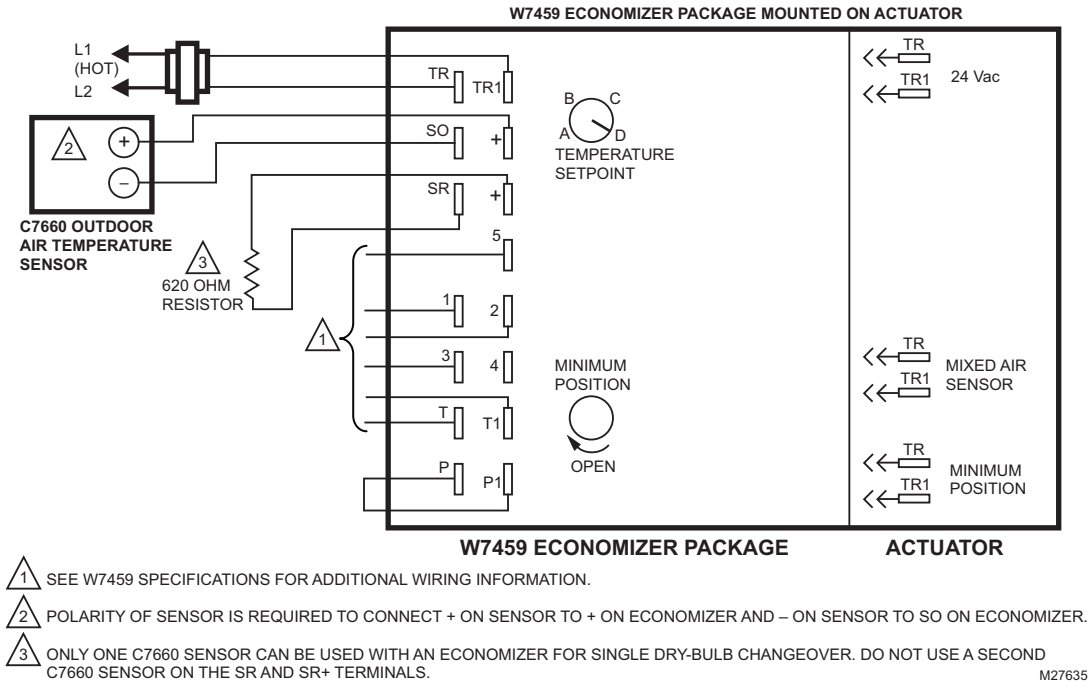 W7459 ECONOMIZER PACKAGE MOUNTED ON ACTUATOR
L1
(HOT)
L2
TR
TR1
TR
TR1
24 Vac
B
C
A
D
TEMPERATURE
SETPOINT
2
+
–
SO
+
C7660 OUTDOOR
AIR TEMPERATURE
SENSOR
SR
+
3
620 OHM
RESISTOR
5
1
1
2
3
4
T
T1
P
P1
MINIMUM
POSITION
OPEN
TR
TR1
MIXED AIR
SENSOR
TR
TR1
MINIMUM
POSITION
W7459 ECONOMIZER PACKAGE
ACTUATOR
1 SEE W7459 SPECIFICATIONS FOR ADDITIONAL WIRING INFORMATION.
2 POLARITY OF SENSOR IS REQUIRED TO CONNECT + ON SENSOR TO + ON ECONOMIZER AND – ON SENSOR TO SO ON ECONOMIZER.
3 ONLY ONE C7660 SENSOR CAN BE USED WITH AN ECONOMIZER FOR SINGLE DRY-BULB CHANGEOVER. DO NOT USE A SECOND
C7660 SENSOR ON THE SR AND SR+ TERMINALS.
M27635